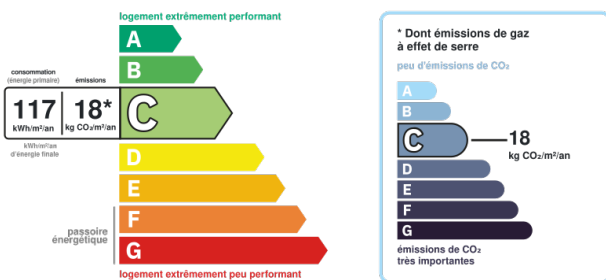 logement extrêmement performant
A
B
consommation
(énergie primaire)
émissions
117
kWh/m²/an
18*
kg CO₂/m²/an
C
kWh/m²/an
d'énergie finale
D
E
F
G
passoire
énergétique
logement extrêmement peu performant
* Dont émissions de gaz
à effet de serre
peu d'émissions de CO₂
A
B
C
18
kg CO₂/m²/an
D
E
F
G
émissions de CO₂
très importantes